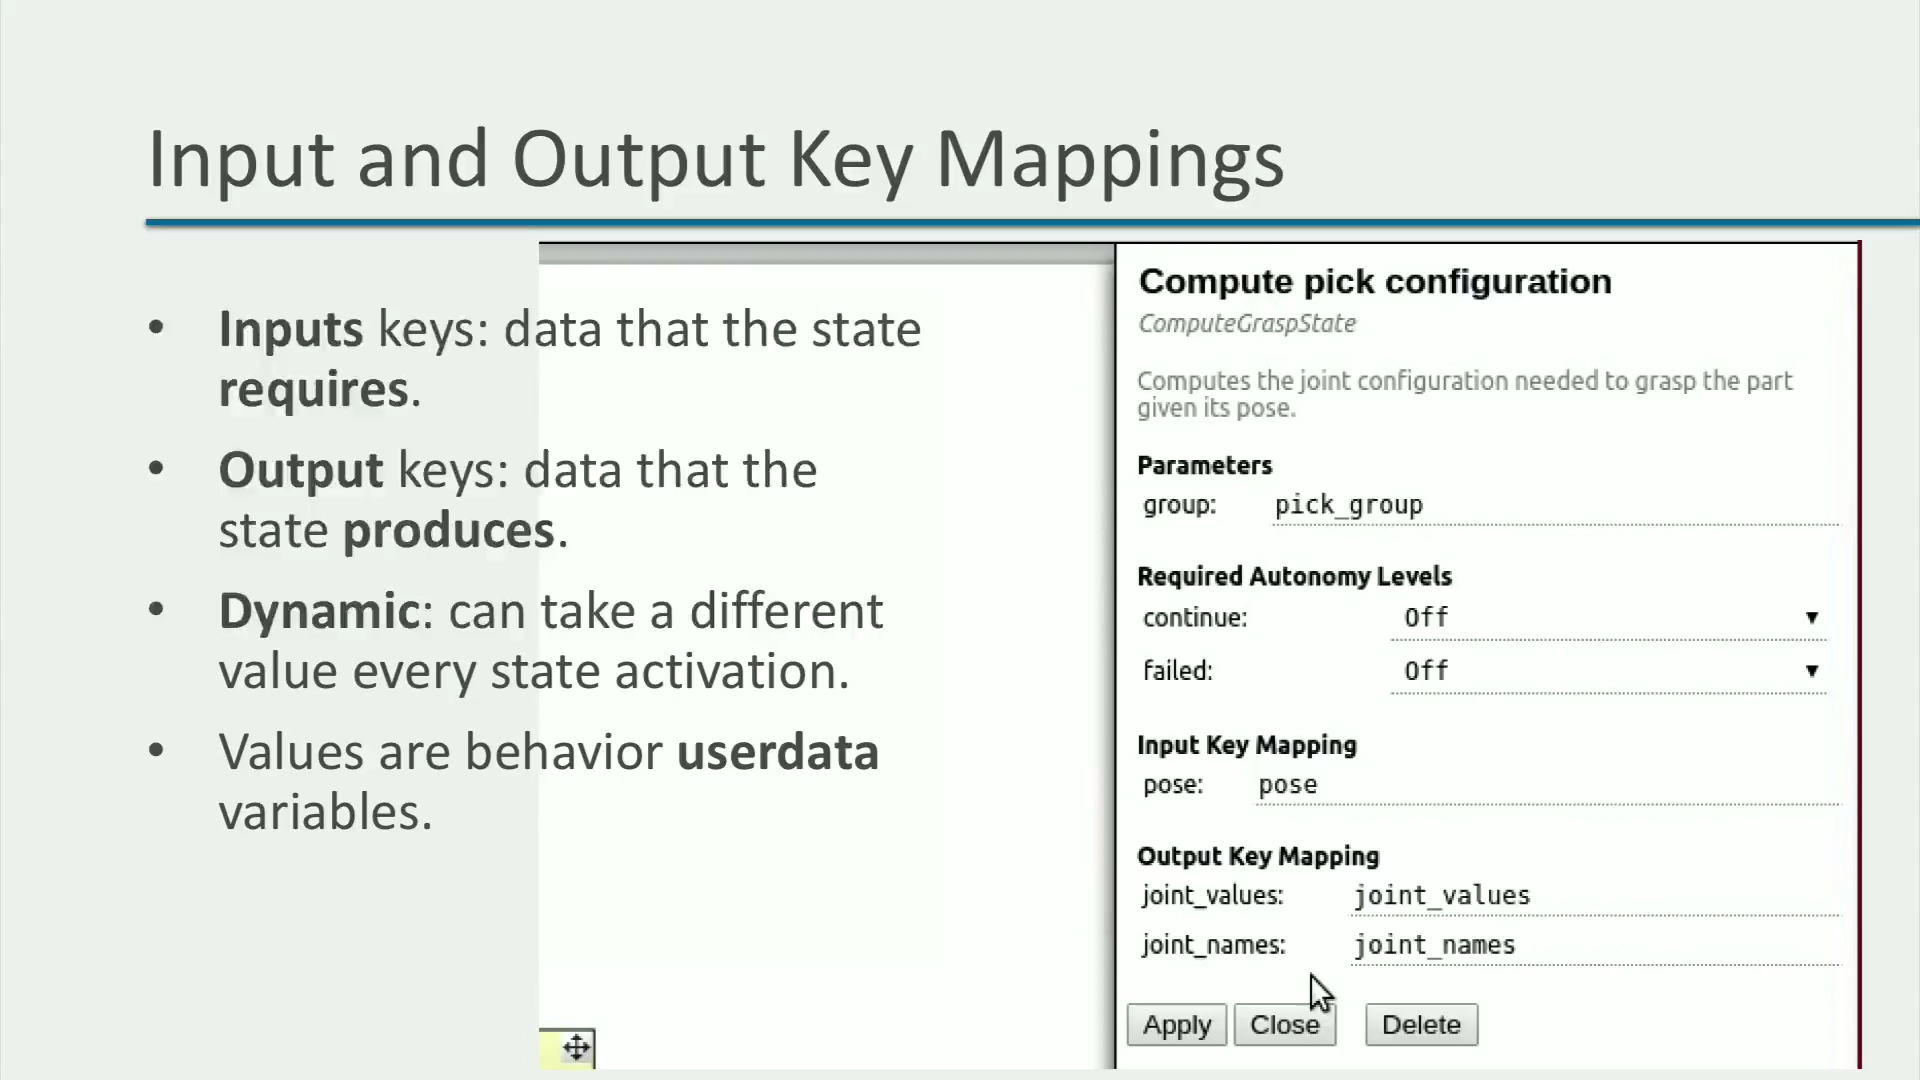 Input and Output Key Mappings
• Inputs keys: data that the state
requires.
• Output keys: data that the
state produces.
• Dynamic: can take a different
value every state activation.
• Values are behavior userdata
variables.
Compute pick configuration
ComputeGraspState
Computes the joint configuration needed to grasp the part
given its pose.
Parameters
group: pick_group
Required Autonomy Levels
continue: Off
failed: Off
Input Key Mapping
pose: pose
Output Key Mapping
joint_values: joint_values
joint_names: joint_names
Apply Close Delete